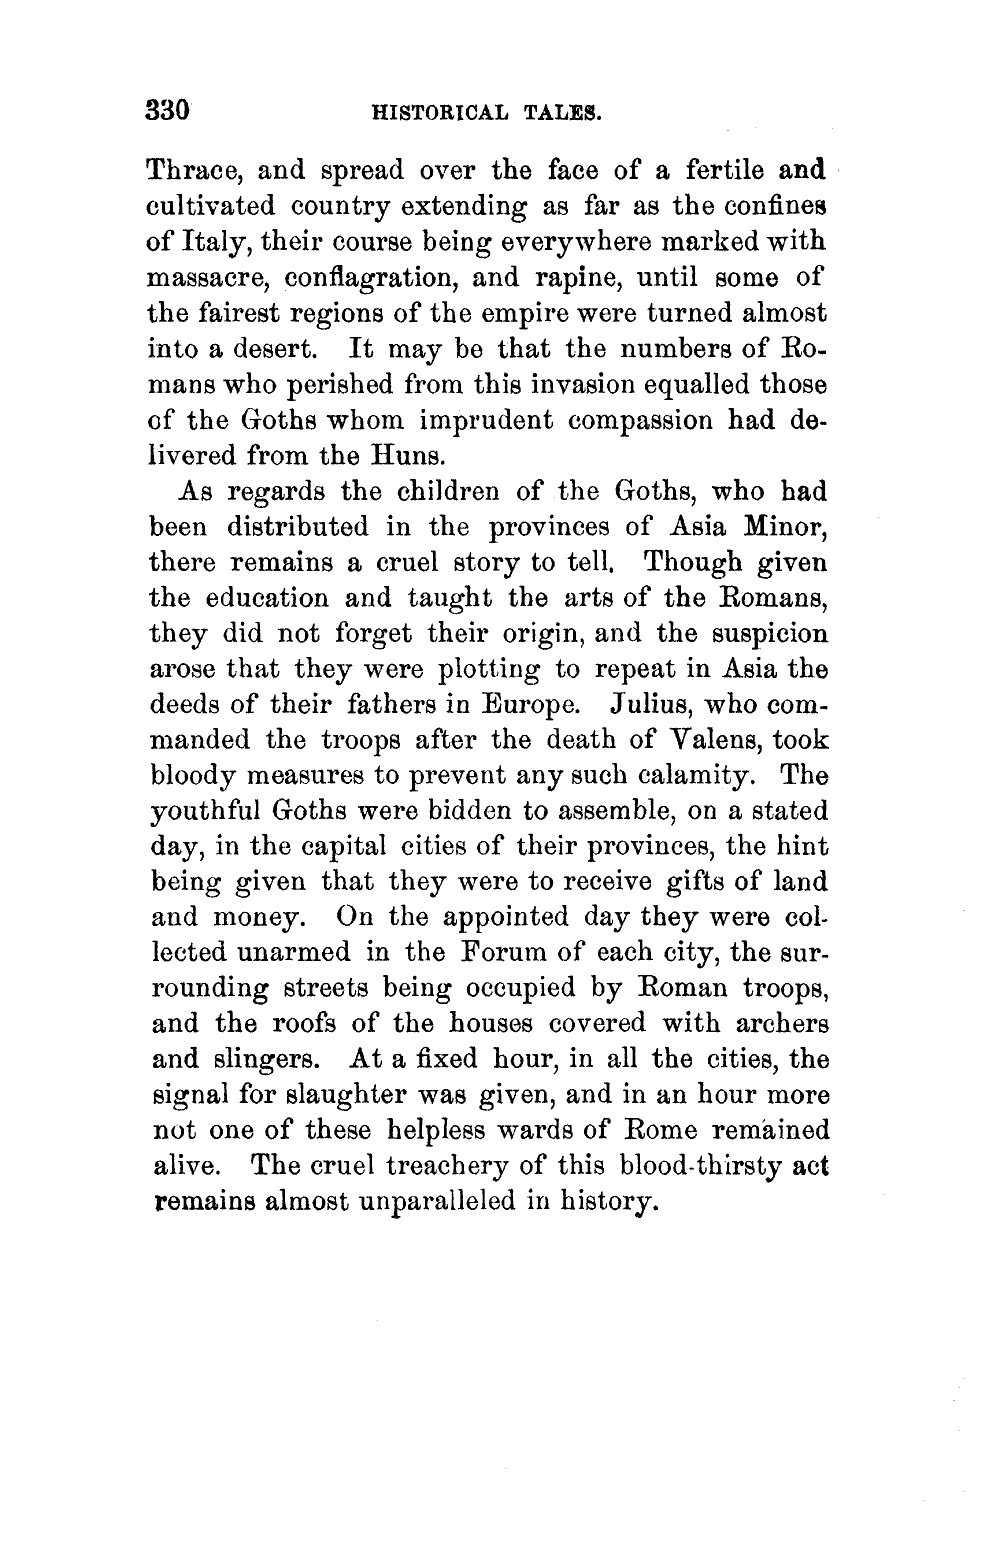 330 HISTORICAL TALES.
Thrace, and spread over the face of a fertile and
cultivated country extending as far as the confines
of Italy, their course being everywhere marked with
massacre, conflagration, and rapine, until some of
the fairest regions of the empire were turned almost
into a desert. It may be that the numbers of Ro-
mans who perished from this invasion equalled those
of the Goths whom imprudent compassion had de-
livered from the Huns.
As regards the children of the Goths, who had
been distributed in the provinces of Asia Minor,
there remains a cruel story to tell. Though given
the education and taught the arts of the Romans,
they did not forget their origin, and the suspicion
arose that they were plotting to repeat in Asia the
deeds of their fathers in Europe. Julius, who com-
manded the troops after the death of Valens, took
bloody measures to prevent any such calamity. The
youthful Goths were bidden to assemble, on a stated
day, in the capital cities of their provinces, the hint
being given that they were to receive gifts of land
and money. On the appointed day they were col-
lected unarmed in the Forum of each city, the sur-
rounding streets being occupied by Roman troops,
and the roofs of the houses covered with archers
and slingers. At a fixed hour, in all the cities, the
signal for slaughter was given, and in an hour more
not one of these helpless wards of Rome remained
alive. The cruel treachery of this blood-thirsty act
remains almost unparalleled in history.